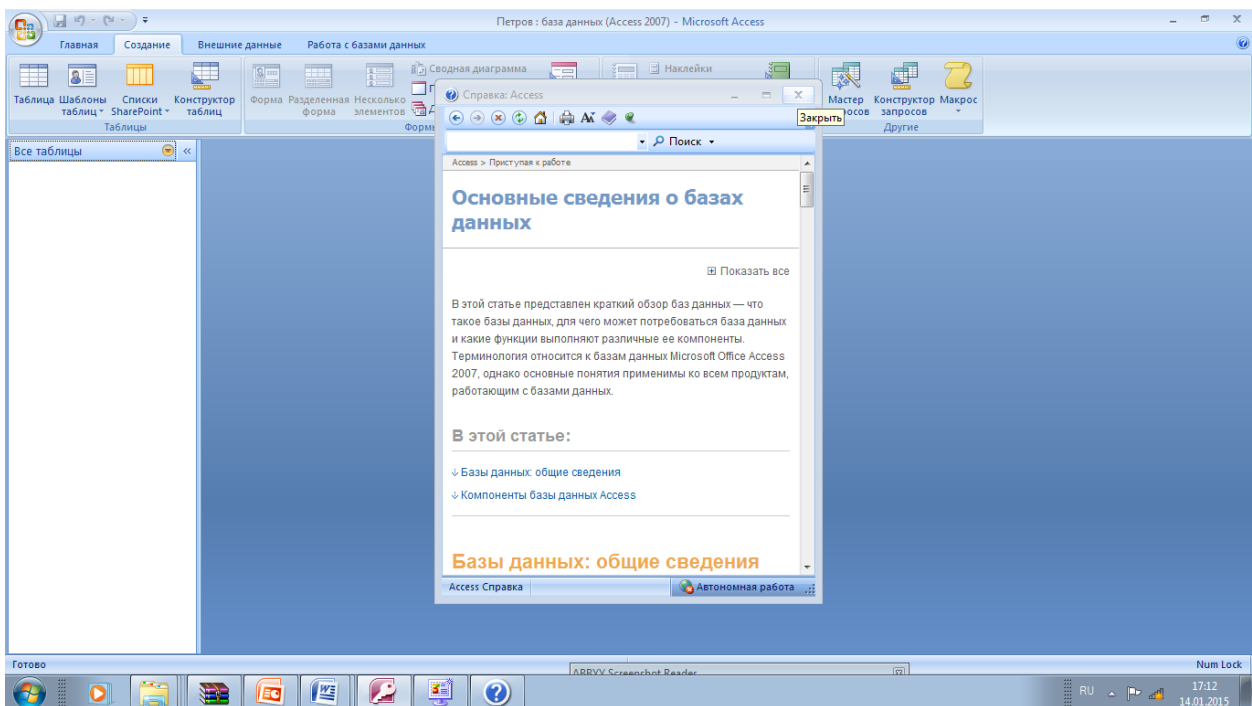 Петров : база данных (Access 2007) - Microsoft Access
Главная Создание Внешние данные Работа с базами данных
Сводная диаграмма Наклейки
Таблица Шаблоны таблиц Списки SharePoint Конструктор таблиц Форма Разделенная форма Несколько элементов Мастер Конструктор запросов Макрос
Таблицы Другие
Справка: Access
Закрыть
Поиск
Все таблицы
Access > Приступая к работе
Основные сведения о базах
данных
Показать все
В этой статье представлен краткий обзор баз данных — что
такое базы данных, для чего может потребоваться база данных
и какие функции выполняют различные ее компоненты.
Терминология относится к базам данных Microsoft Office Access
2007, однако основные понятия применимы ко всем продуктам,
работающим с базами данных.
В этой статье:
Базы данных: общие сведения
Компоненты базы данных Access
Базы данных: общие сведения
Access Справка Автономная работа
Готово Num Lock
ABBYY Screenshot Reader
RU 17:12
14.01.2015